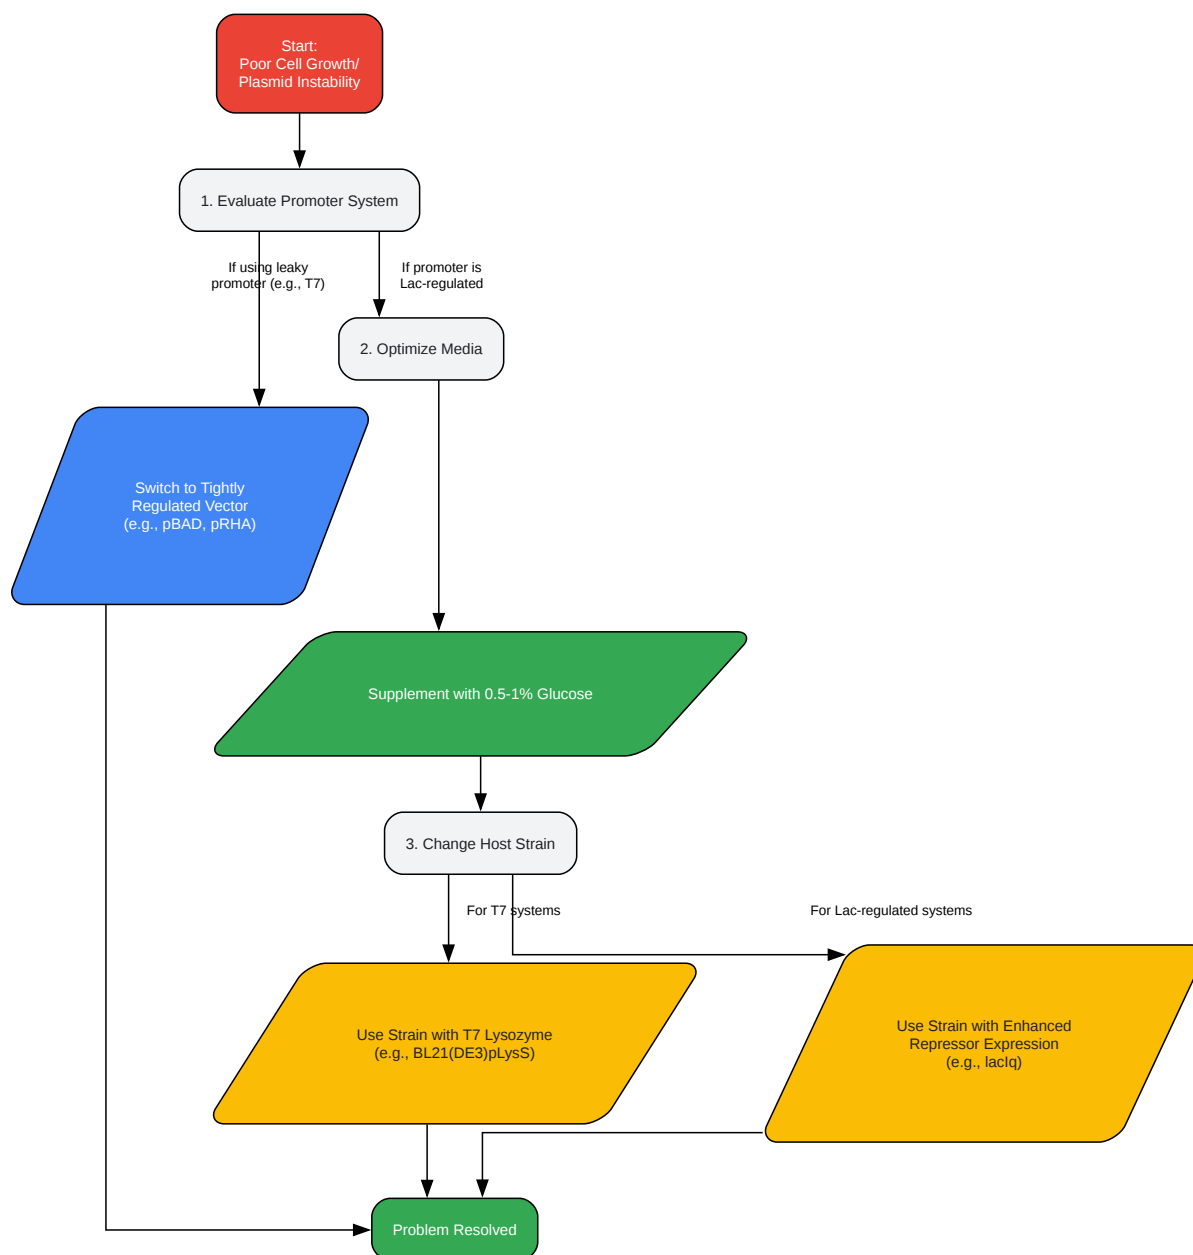 Start:
Poor Cell Growth/
Plasmid Instability
1. Evaluate Promoter System
If using leaky
promoter (e.g., T7)
If promoter is
Lac-regulated
2. Optimize Media
Switch to Tightly
Regulated Vector
(e.g., pBAD, pRHA)
Supplement with 0.5-1% Glucose
3. Change Host Strain
For T7 systems
For Lac-regulated systems
Use Strain with T7 Lysozyme
(e.g., BL21(DE3)pLysS)
Use Strain with Enhanced
Repressor Expression
(e.g., lacIq)
Problem Resolved